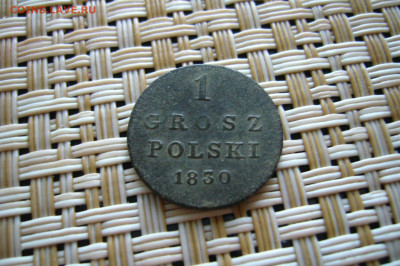 COINS.LAVE.RU
1
GROSZ
POLSKI
1830